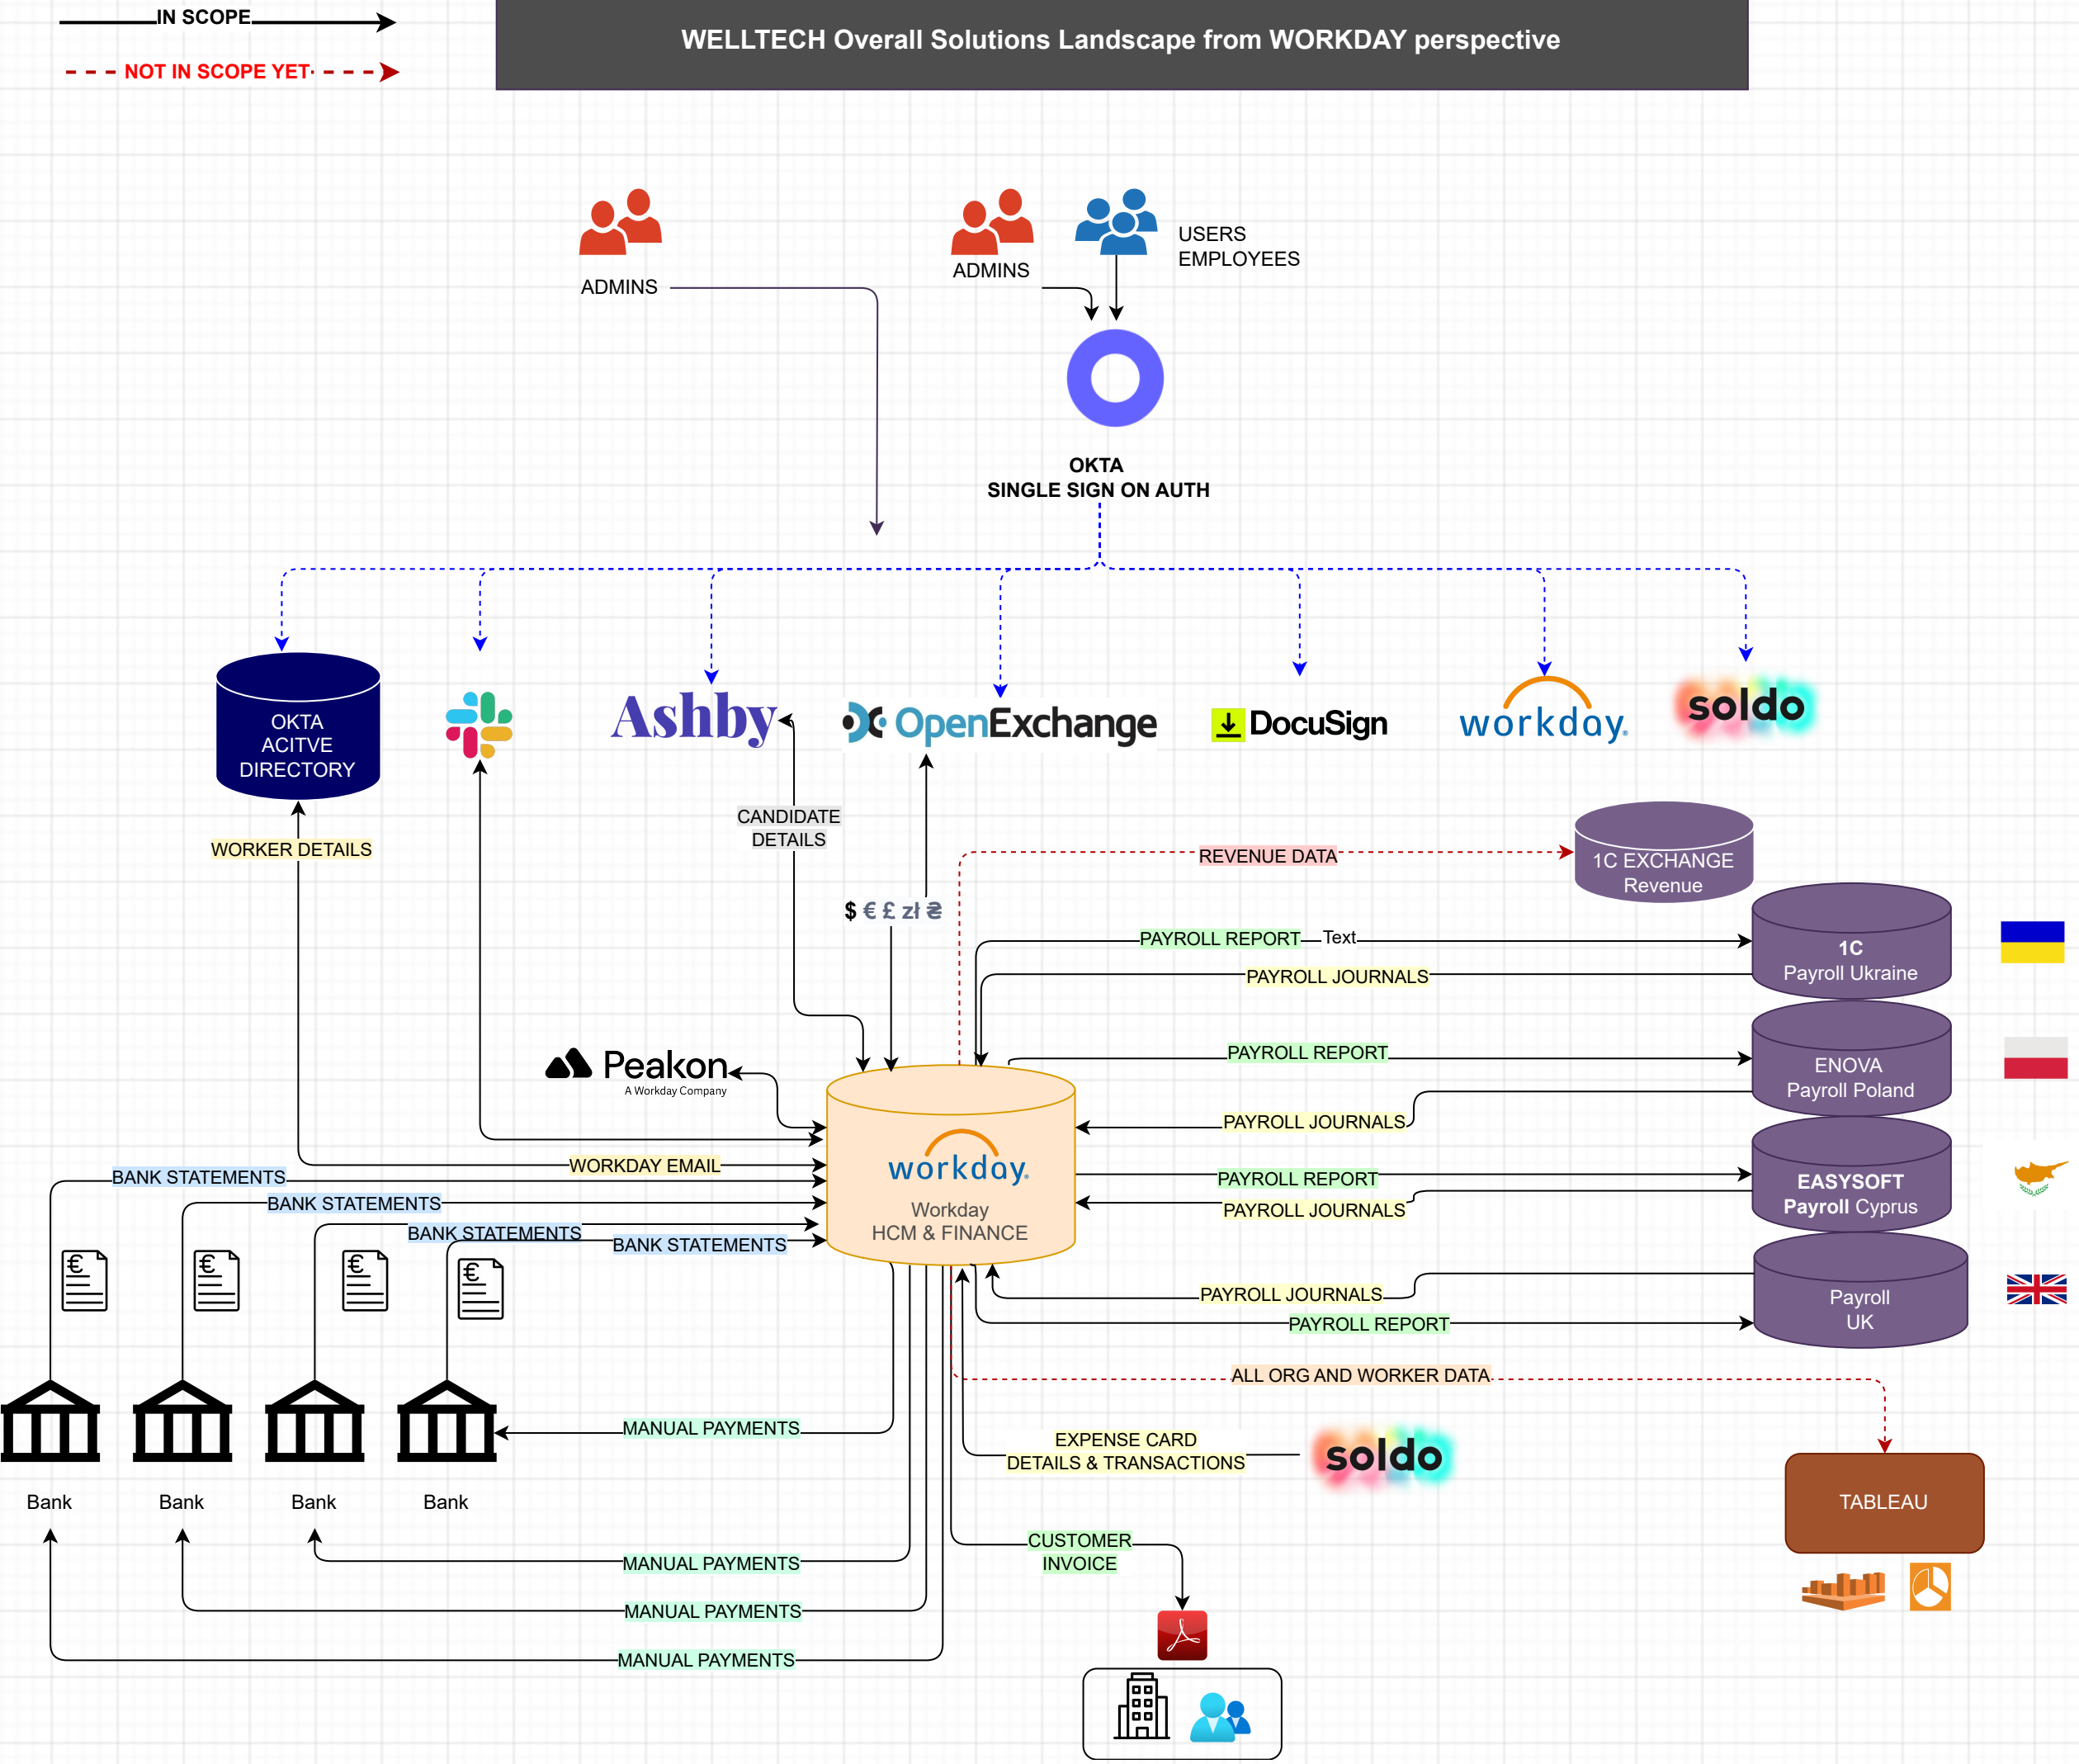 IN SCOPE
NOT IN SCOPE YET
WELLTECH Overall Solutions Landscape from WORKDAY perspective
ADMINS
ADMINS
USERS
EMPLOYEES
OKTA
SINGLE SIGN ON AUTH
OKTA
ACITVE
DIRECTORY
Ashby
OpenExchange
DocuSign
workday
soldo
WORKER DETAILS
CANDIDATE
DETAILS
$ € £ zł ₴
REVENUE DATA
1C EXCHANGE
Revenue
PAYROLL REPORT
Text
PAYROLL JOURNALS
1C
Payroll Ukraine
Peakon
A Workday Company
PAYROLL REPORT
PAYROLL JOURNALS
ENOVA
Payroll Poland
WORKDAY EMAIL
BANK STATEMENTS
BANK STATEMENTS
BANK STATEMENTS
BANK STATEMENTS
workday
Workday
HCM & FINANCE
PAYROLL REPORT
PAYROLL JOURNALS
EASYSOFT
Payroll Cyprus
PAYROLL JOURNALS
PAYROLL REPORT
Payroll
UK
€
€
€
€
ALL ORG AND WORKER DATA
MANUAL PAYMENTS
EXPENSE CARD
DETAILS & TRANSACTIONS
soldo
Bank
Bank
Bank
Bank
TABLEAU
MANUAL PAYMENTS
CUSTOMER
INVOICE
MANUAL PAYMENTS
MANUAL PAYMENTS